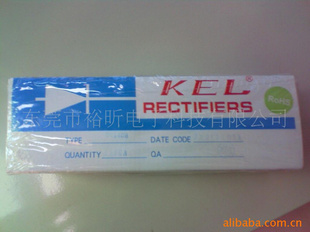 KEL®
RECTIFIERS
东莞市裕昕电子科技有限公司
TYPE DATE CODE
QUANTITY QA
alibaba.com.cn